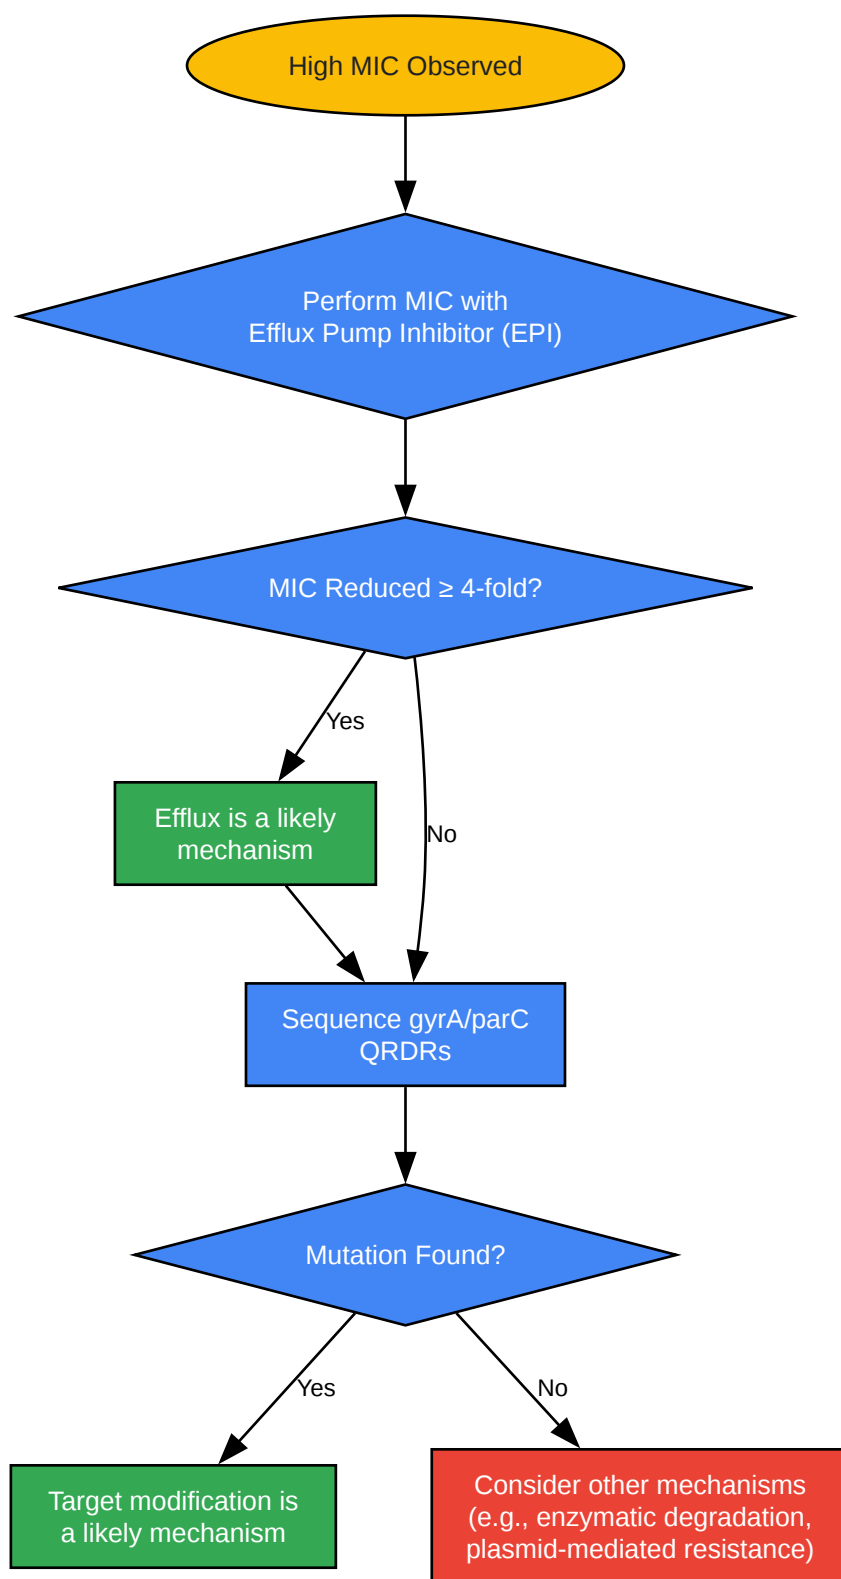 High MIC Observed
Perform MIC with
Efflux Pump Inhibitor (EPI)
MIC Reduced ≥ 4-fold?
Yes
Efflux is a likely
mechanism
No
Sequence gyrA/parC
QRDRs
Mutation Found?
Yes
No
Target modification is
a likely mechanism
Consider other mechanisms
(e.g., enzymatic degradation,
plasmid-mediated resistance)